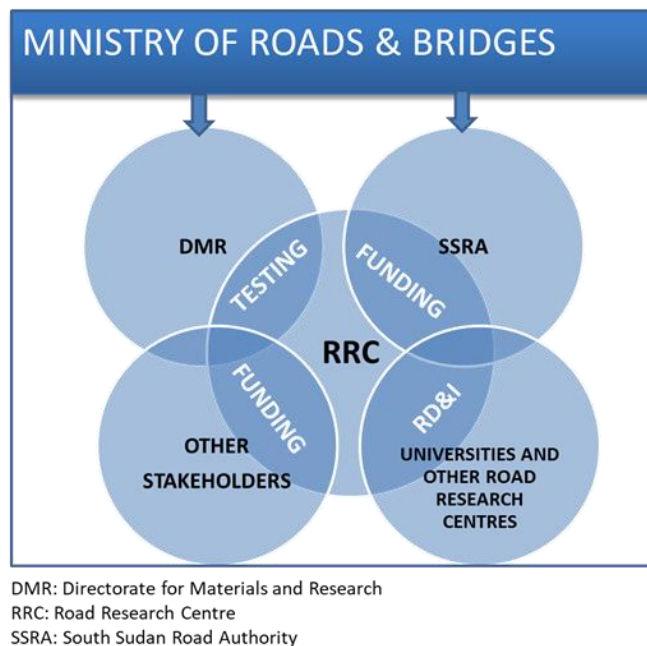 MINISTRY OF ROADS & BRIDGES
DMR
TESTING
FUNDING
SSRA
RRC
FUNDING
RD&I
OTHER
STAKEHOLDERS
UNIVERSITIES AND
OTHER ROAD
RESEARCH
CENTRES
DMR: Directorate for Materials and Research
RRC: Road Research Centre
SSRA: South Sudan Road Authority